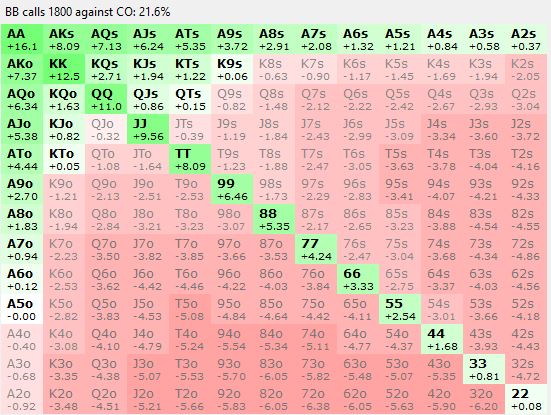 BB calls 1800 against CO: 21.6%
AA AKs AQs AJs ATs A9s A8s A7s A6s A5s A4s A3s A2s
+16.1 +8.09 +7.13 +6.24 +5.35 +3.72 +2.91 +2.08 +1.32 +1.21 +0.84 +0.58 +0.37
AKo KK KQs KJs KTs K9s K8s K7s K6s K5s K4s K3s K2s
+7.37 +12.5 +2.71 +1.94 +1.22 +0.06 -0.63 -0.90 -1.17 -1.45 -1.69 -1.94 -2.05
AQo KQo QQ QJs QTs Q9s Q8s Q7s Q6s Q5s Q4s Q3s Q2s
+6.34 +1.63 +11.0 +0.86 +0.15 -0.82 -1.48 -2.12 -2.22 -2.42 -2.67 -2.93 -3.04
AJo KJo QJo JJ JTs J9s J8s J7s J6s J5s J4s J3s J2s
+5.38 +0.82 -0.32 +9.56 -0.39 -1.19 -1.84 -2.43 -2.99 -3.09 -3.34 -3.60 -3.72
ATo KTo QTo JTo TT T9s T8s T7s T6s T5s T4s T3s T2s
+4.44 +0.05 -1.08 -1.64 +8.09 -1.23 -1.88 -2.47 -3.05 -3.63 -3.78 -4.04 -4.16
A9o K9o Q9o J9o T9o 99 98s 97s 96s 95s 94s 93s 92s
+2.70 -1.21 -2.13 -2.51 -2.53 +6.46 -1.73 -2.29 -2.83 -3.41 -4.07 -4.21 -4.33
A8o K8o Q8o J8o T8o 98o 88 87s 86s 85s 84s 83s 82s
+1.83 -1.94 -2.84 -3.21 -3.23 -3.07 +5.35 -2.17 -2.65 -3.23 -3.88 -4.54 -4.55
A7o K7o Q7o J7o T7o 97o 87o 77 76s 75s 74s 73s 72s
+0.94 -2.23 -3.50 -3.82 -3.85 -3.66 -3.53 +4.24 -2.47 -3.04 -3.68 -4.34 -4.86
A6o K6o Q6o J6o T6o 96o 86o 76o 66 65s 64s 63s 62s
+0.13 -2.52 -3.62 -4.42 -4.46 -4.22 -4.03 -3.84 +3.33 -2.75 -3.37 -4.03 -4.56
A5o K5o Q5o J5o T5o 95o 85o 75o 65o 55 54s 53s 52s
-0.00 -2.82 -3.83 -4.53 -5.08 -4.84 -4.64 -4.42 -4.11 +2.54 -3.01 -3.66 -4.18
A4o K4o Q4o J4o T4o 94o 84o 74o 64o 54o 44 43s 42s
-0.40 -3.08 -4.10 -4.79 -5.24 -5.54 -5.34 -5.11 -4.77 -4.37 +1.68 -3.93 -4.43
A3o K3o Q3o J3o T3o 93o 83o 73o 63o 53o 43o 33 32s
-0.68 -3.35 -4.38 -5.07 -5.53 -5.70 -6.05 -5.82 -5.48 -5.07 -5.35 +0.81 -4.72
A2o K2o Q2o J2o T2o 92o 82o 72o 62o 52o 42o 32o 22
-0.92 -3.48 -4.51 -5.21 -5.66 -5.83 -6.05 -6.38 -6.05 -5.63 -5.90 -6.20 +0.08